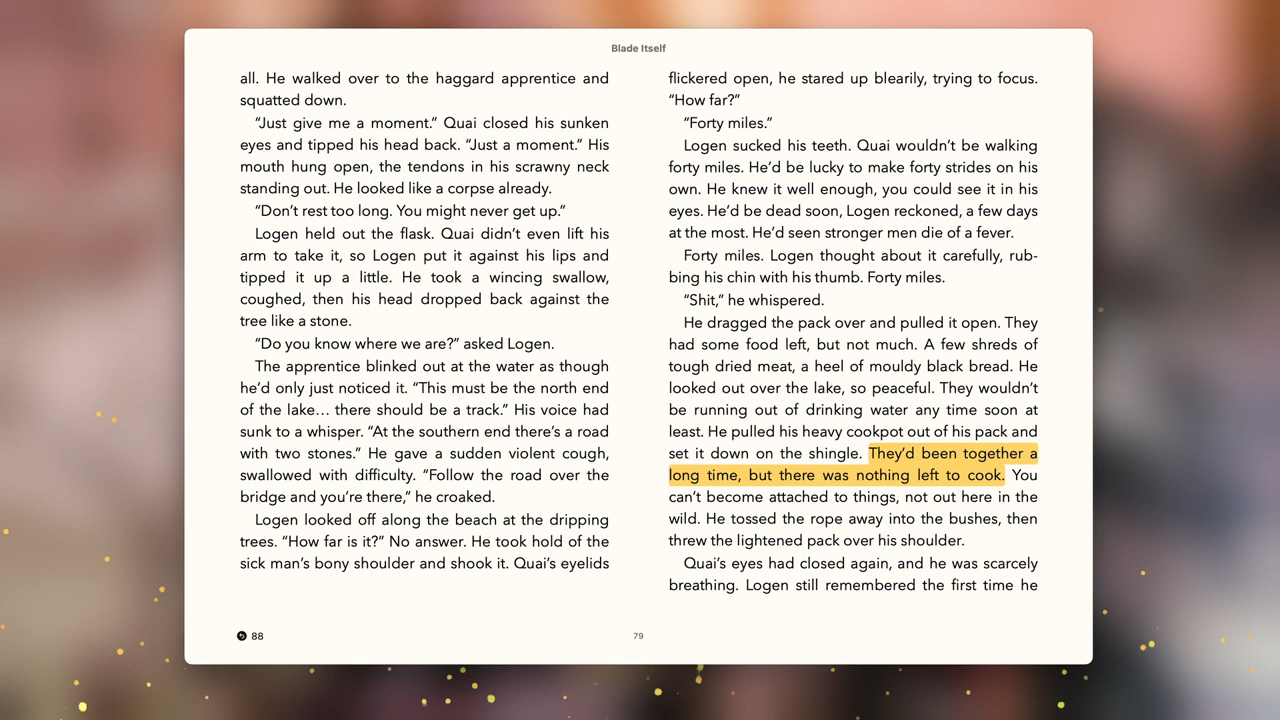 Blade Itself
all. He walked over to the haggard apprentice and
squatted down.
“Just give me a moment.” Quai closed his sunken
eyes and tipped his head back. “Just a moment.” His
mouth hung open, the tendons in his scrawny neck
standing out. He looked like a corpse already.
“Don’t rest too long. You might never get up.”
Logen held out the flask. Quai didn’t even lift his
arm to take it, so Logen put it against his lips and
tipped it up a little. He took a wincing swallow,
coughed, then his head dropped back against the
tree like a stone.
“Do you know where we are?” asked Logen.
The apprentice blinked out at the water as though
he’d only just noticed it. “This must be the north end
of the lake… there should be a track.” His voice had
sunk to a whisper. “At the southern end there’s a road
with two stones.” He gave a sudden violent cough,
swallowed with difficulty. “Follow the road over the
bridge and you’re there,” he croaked.
Logen looked off along the beach at the dripping
trees. “How far is it?” No answer. He took hold of the
sick man’s bony shoulder and shook it. Quai’s eyelids
flickered open, he stared up blearily, trying to focus.
“How far?”
“Forty miles.”
Logen sucked his teeth. Quai wouldn’t be walking
forty miles. He’d be lucky to make forty strides on his
own. He knew it well enough, you could see it in his
eyes. He’d be dead soon, Logen reckoned, a few days
at the most. He’d seen stronger men die of a fever.
Forty miles. Logen thought about it carefully, rub-
bing his chin with his thumb. Forty miles.
“Shit,” he whispered.
He dragged the pack over and pulled it open. They
had some food left, but not much. A few shreds of
tough dried meat, a heel of mouldy black bread. He
looked out over the lake, so peaceful. They wouldn’t
be running out of drinking water any time soon at
least. He pulled his heavy cookpot out of his pack and
set it down on the shingle. They’d been together a
long time, but there was nothing left to cook. You
can’t become attached to things, not out here in the
wild. He tossed the rope away into the bushes, then
threw the lightened pack over his shoulder.
Quai’s eyes had closed again, and he was scarcely
breathing. Logen still remembered the first time he
88
79